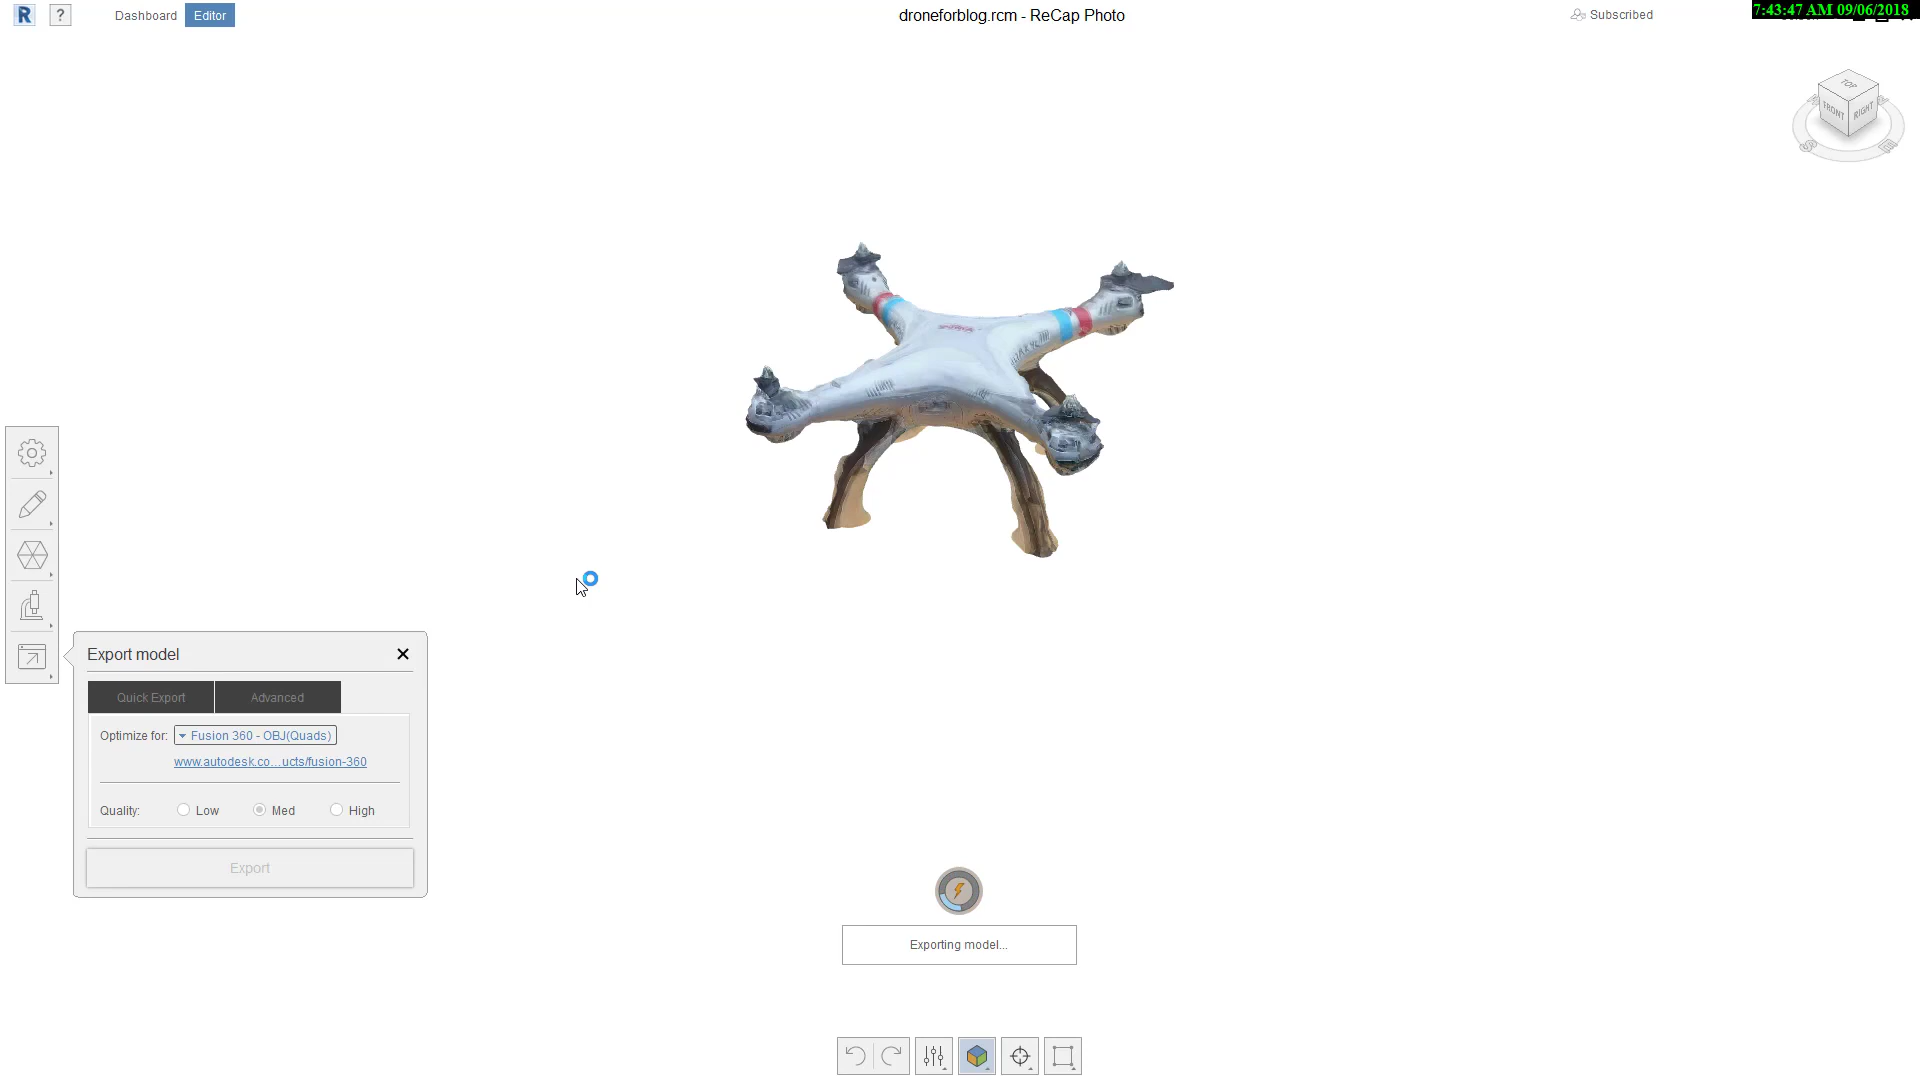 R
?
Dashboard
Editor
droneforblog.rcm - ReCap Photo
Subscribed
7:43:47 AM 09/06/2018
TOP
FRONT
RIGHT
Export model
Quick Export
Advanced
Optimize for:
Fusion 360 - OBJ(Quads)
www.autodesk.co...ucts/fusion-360
Quality:
Low
Med
High
Export
Exporting model...